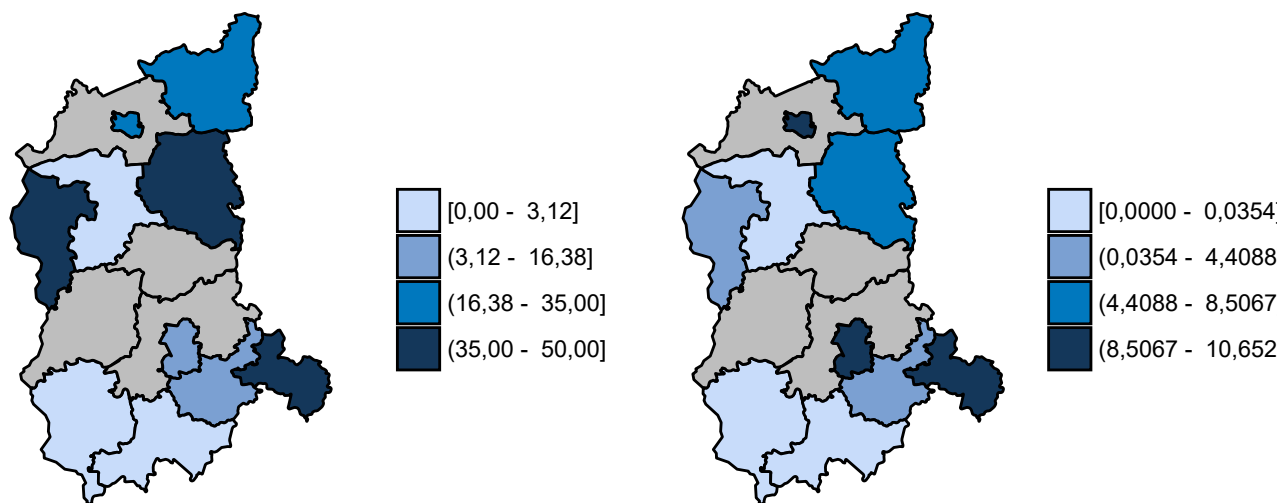 [0,00 - 3,12]
(3,12 - 16,38]
(16,38 - 35,00]
(35,00 - 50,00]
[0,0000 - 0,0354]
(0,0354 - 4,4088
(4,4088 - 8,5067
(8,5067 - 10,652